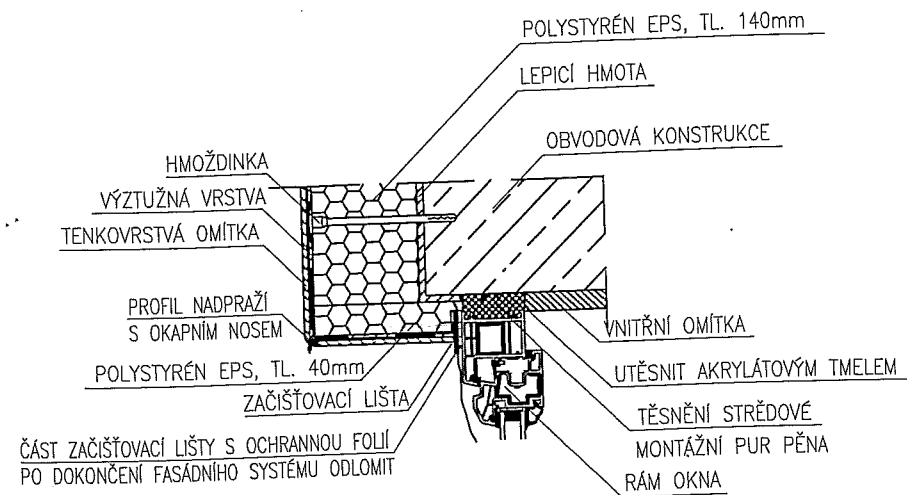 POLYSTYRÉN EPS, TL. 140mm
LEPICÍ HMOTA
OBVODOVÁ KONSTRUKCE
HMOŽDINKA
VÝZTUŽNÁ VRSTVA
TENKOVRSTVÁ OMÍTKA
PROFIL NADPRAŽÍ
S OKAPNÍM NOSEM
VNITŘNÍ OMÍTKA
POLYSTYRÉN EPS, TL. 40mm
UTĚSNIT AKRYLÁTOVÝM TMELEM
ZAČIŠŤOVACÍ LIŠTA
TĚSNĚNÍ STŘĚDOVÉ
MONTÁŽNÍ PUR PĚNA
ČÁST ZAČIŠŤOVACÍ LIŠTY S OCHRANNOU FOLIÍ
PO DOKONČENÍ FASÁDNÍHO SYSTÉMU ODLOMIT
RÁM OKNA